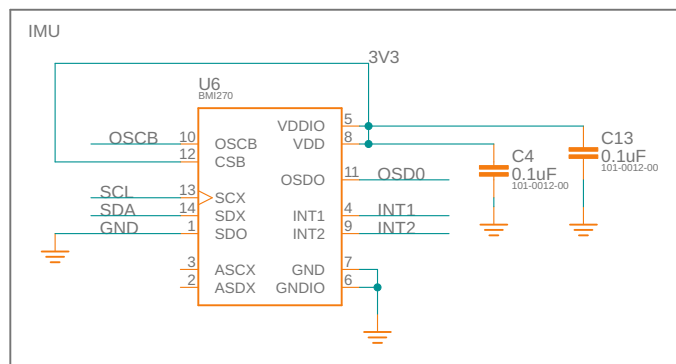 IMU
3V3
U6
BMI270
VDDIO 5
VDD 8
OSCB 10 OSCB
12 CSB
C13
0.1uF
101-0012-00
C4
0.1uF
101-0012-00
OSDO 11 OSD0
SCL 13 SCX
SDA 14 SDX
GND 1 SDO
INT1 4 INT1
INT2 9 INT2
3 ASCX
2 ASDX
GND 7
GNDIO 6